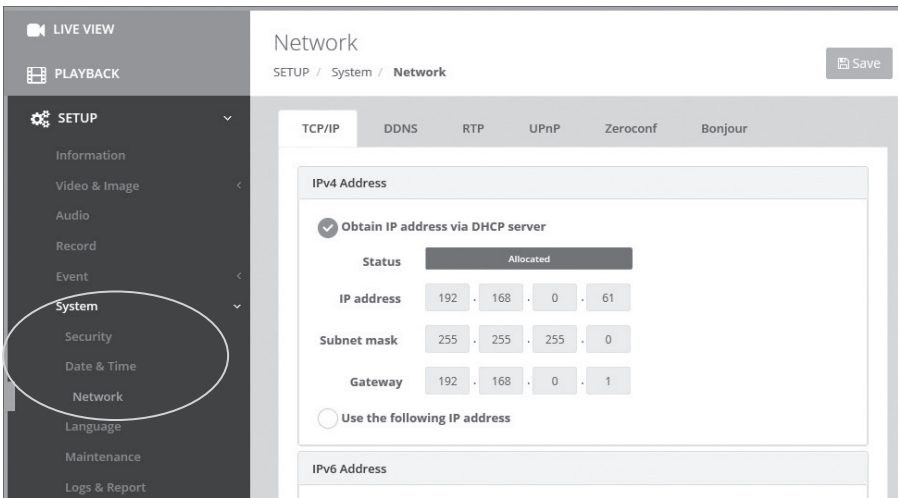 LIVE VIEW
PLAYBACK
SETUP
Information
Video & Image
Audio
Record
Event
System
Security
Date & Time
Network
Language
Maintenance
Logs & Report
Network
SETUP / System / Network
Save
TCP/IP DDNS RTP UPnP Zeroconf Bonjour
IPv4 Address
Obtain IP address via DHCP server
Status Allocated
IP address 192 . 168 . 0 . 61
Subnet mask 255 . 255 . 255 . 0
Gateway 192 . 168 . 0 . 1
Use the following IP address
IPv6 Address